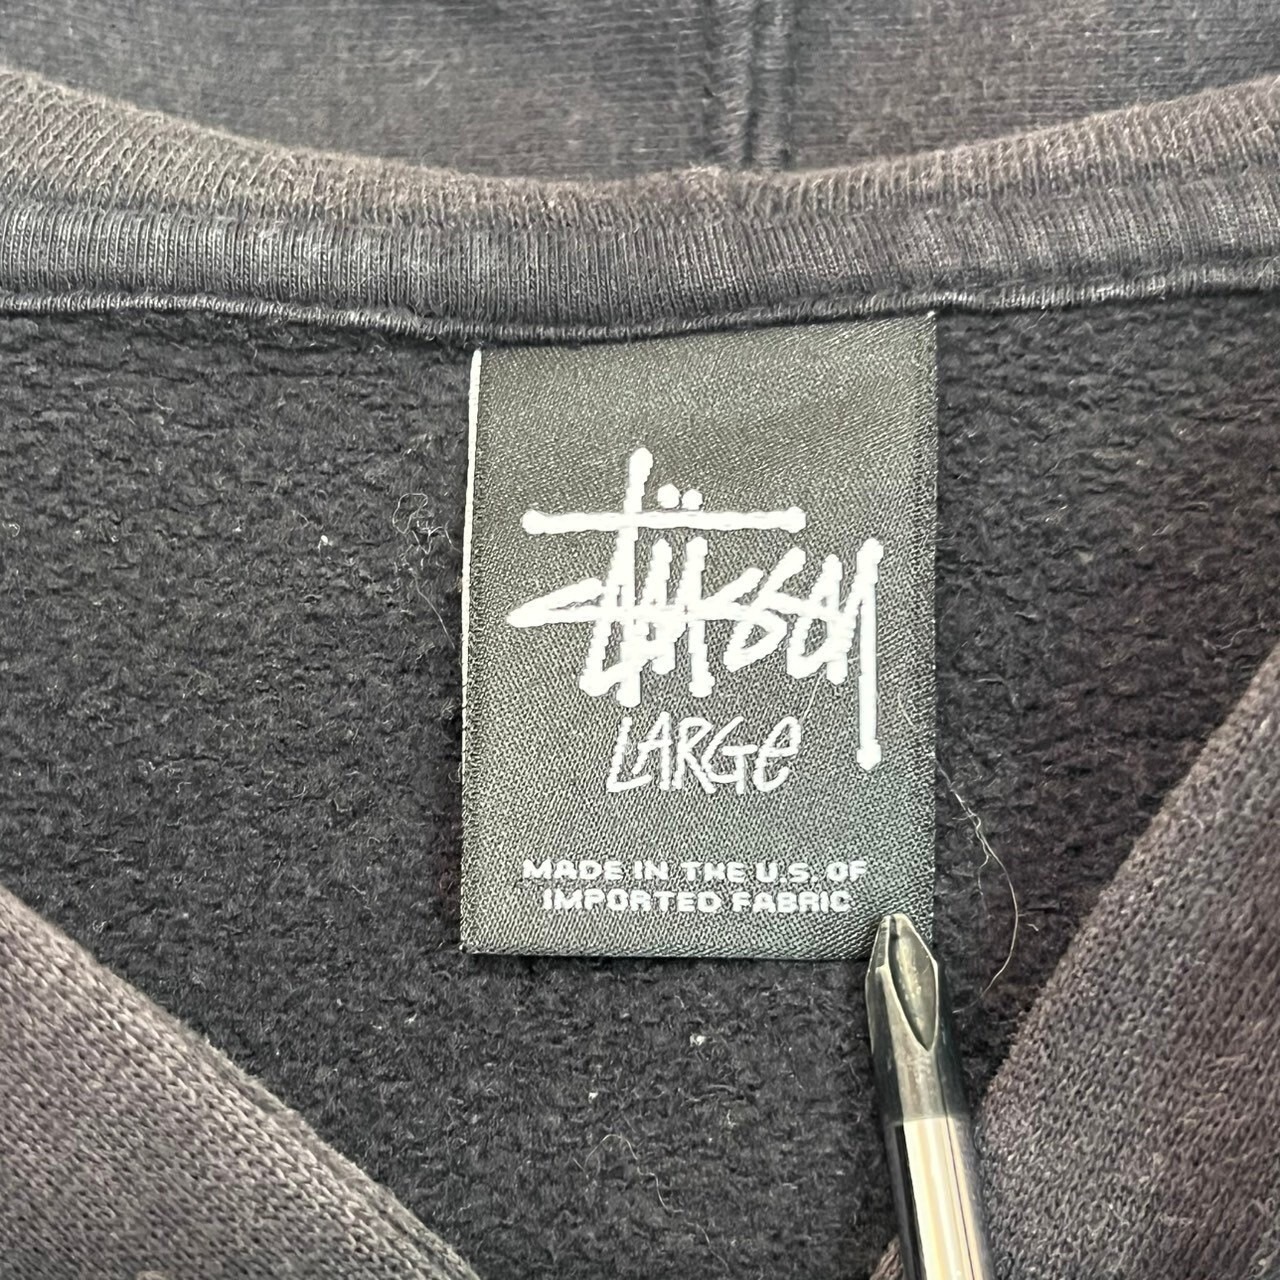 Stüssy
LARGe
MADE IN THE U.S. OF
IMPORTED FABRIC